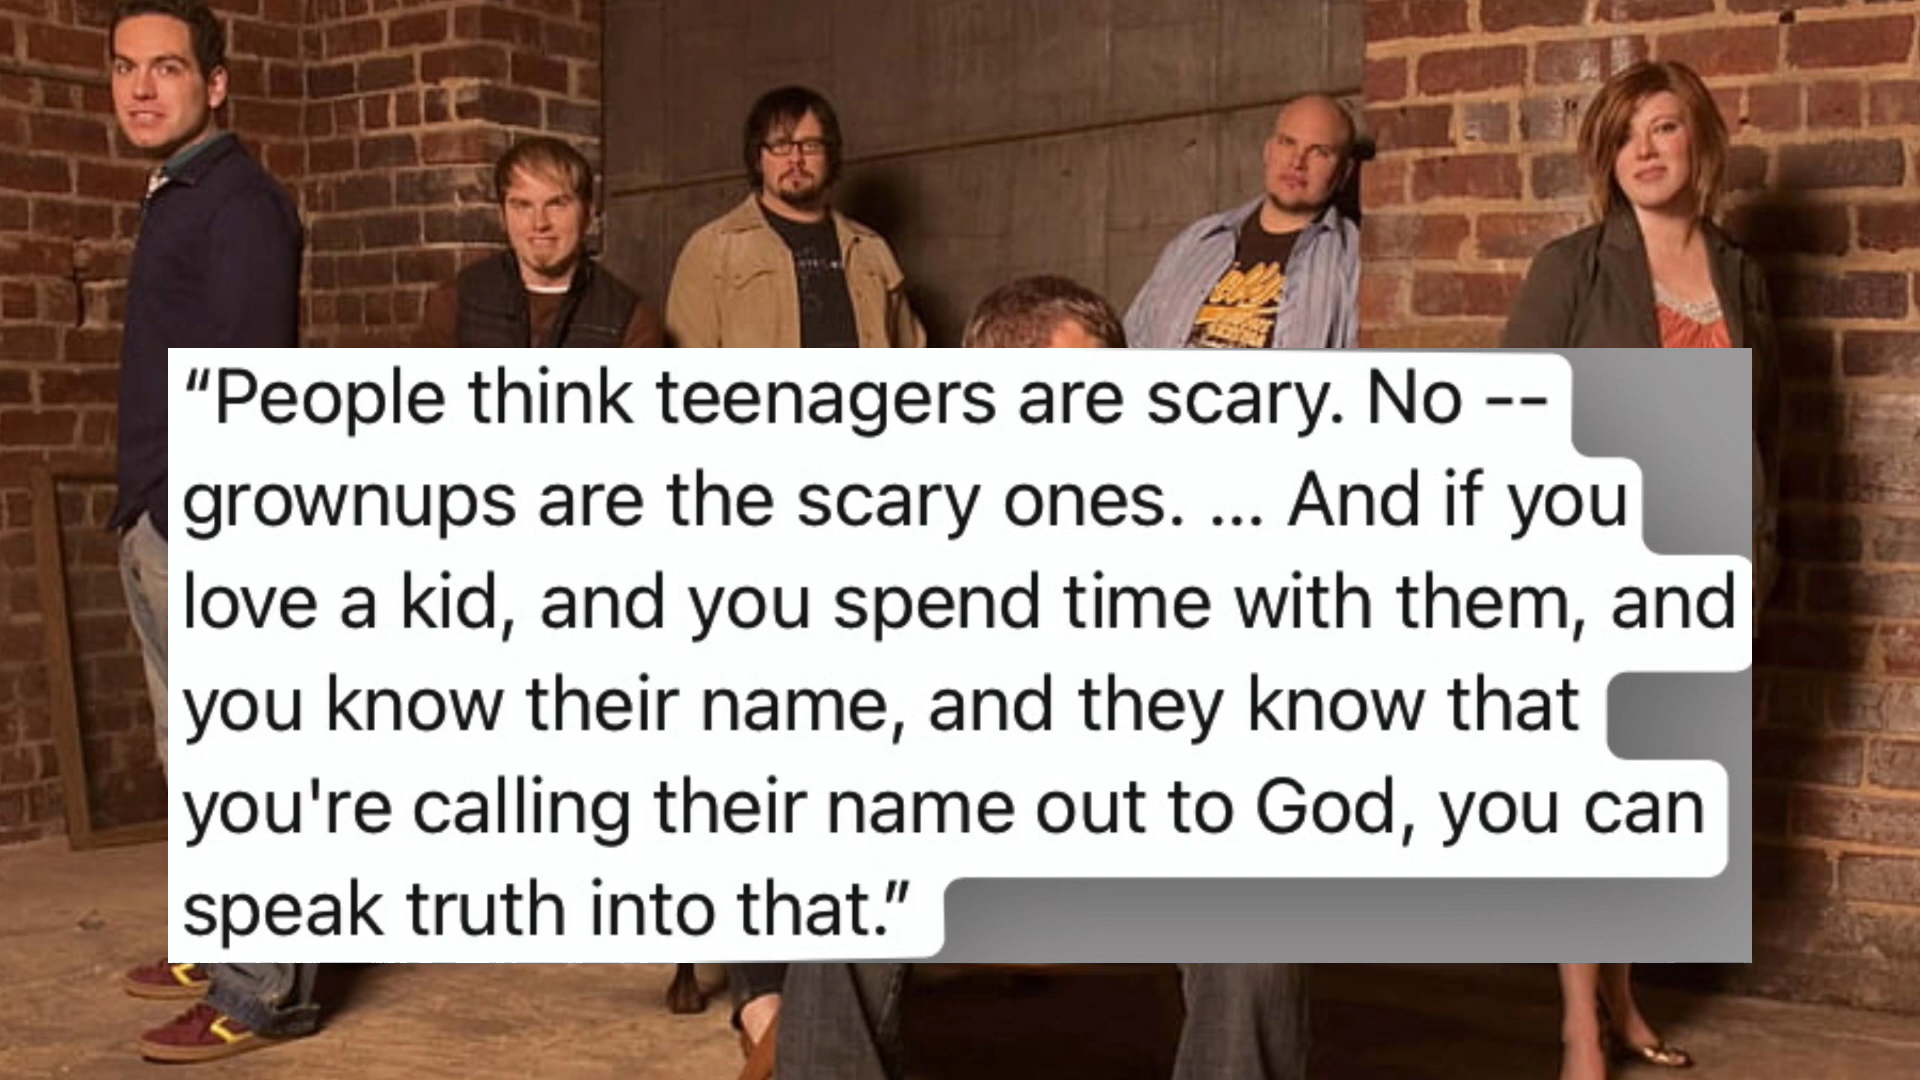 “People think teenagers are scary. No --
grownups are the scary ones. ... And if you
love a kid, and you spend time with them, and
you know their name, and they know that
you're calling their name out to God, you can
speak truth into that.”